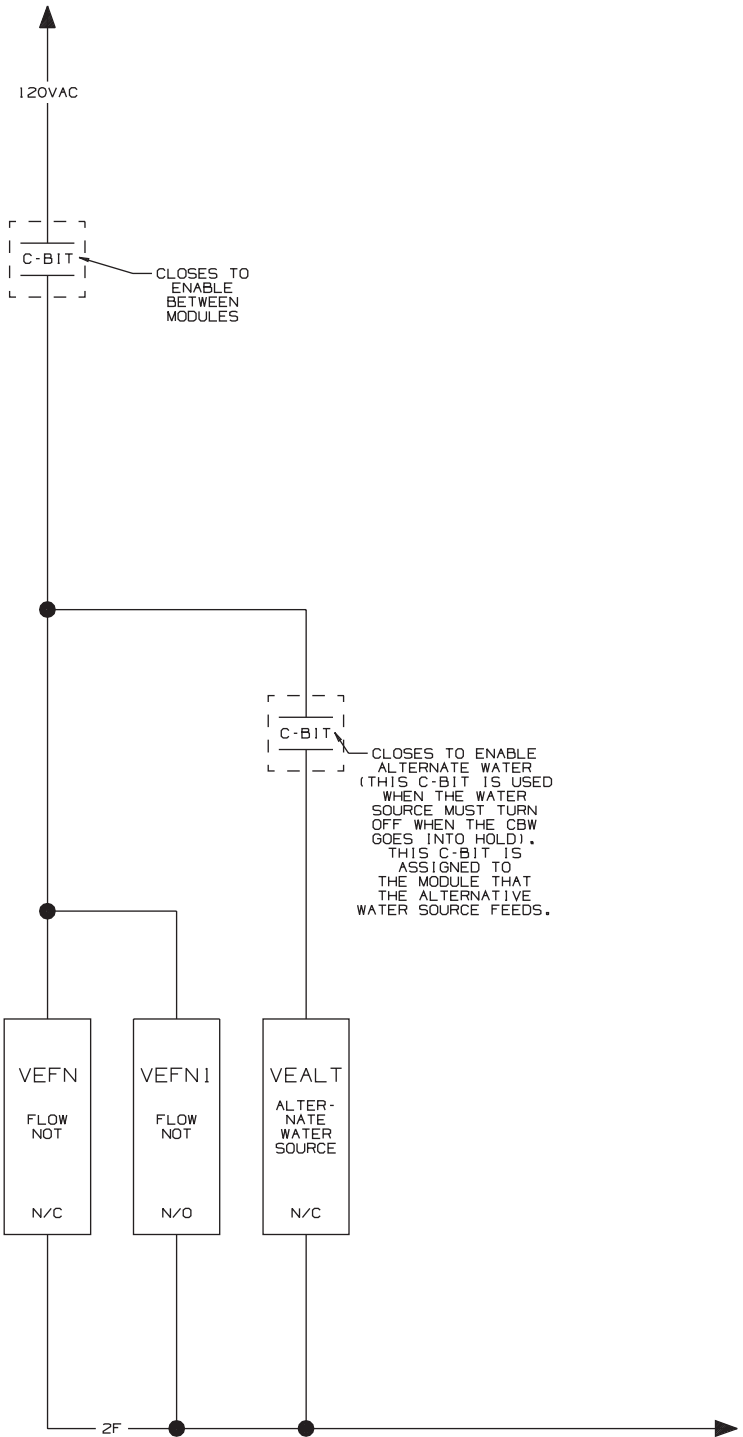 120VAC
C-BIT
CLOSES TO
ENABLE
BETWEEN
MODULES
C-BIT
CLOSES TO ENABLE
ALTERNATE WATER
(THIS C-BIT IS USED
WHEN THE WATER
SOURCE MUST TURN
OFF WHEN THE CBW
GOES INTO HOLD).
THIS C-BIT IS
ASSIGNED TO
THE MODULE THAT
THE ALTERNATIVE
WATER SOURCE FEEDS.
VEFN
FLOW
NOT
N/C
VEFN1
FLOW
NOT
N/O
VEALT
ALTER-
NATE
WATER
SOURCE
N/C
2F